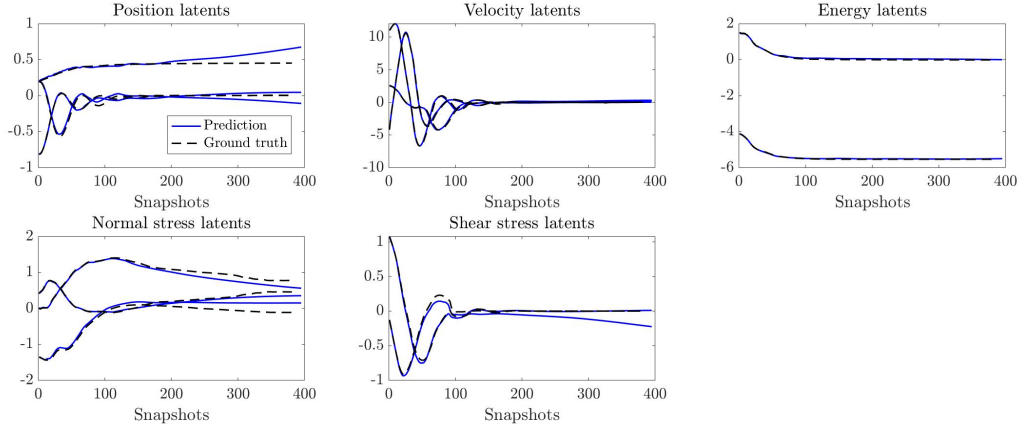 Position latents
1
0.5
0
-0.5
-1
Prediction
Ground truth
0 100 200 300 400
Snapshots
Velocity latents
10
5
0
-5
-10
0 100 200 300 400
Snapshots
Energy latents
2
0
-2
-4
-6
0 100 200 300 400
Snapshots
Normal stress latents
2
1
0
-1
-2
0 100 200 300 400
Snapshots
Shear stress latents
1
0.5
0
-0.5
-1
0 100 200 300 400
Snapshots